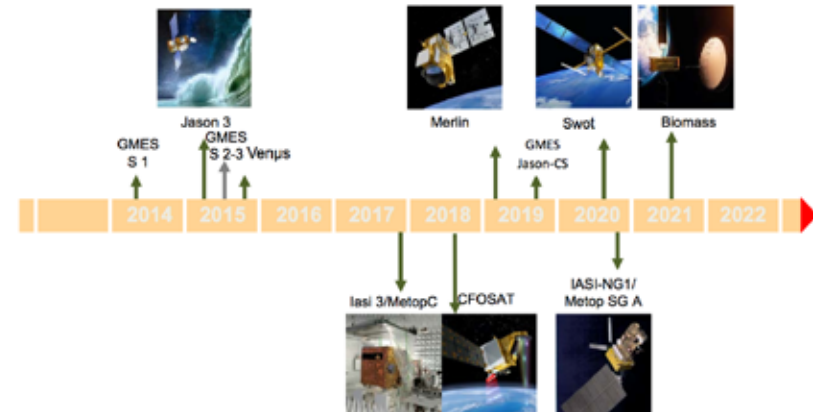 Jason 3
Merlin
Swot
Biomass
GMES
S 1
GMES
S 2-3
Venµs
GMES
Jason-CS
2014
2015
2016
2017
2018
2019
2020
2021
2022
Iasi 3/MetopC
CFOSAT
IASI-NG1/
Metop SG A